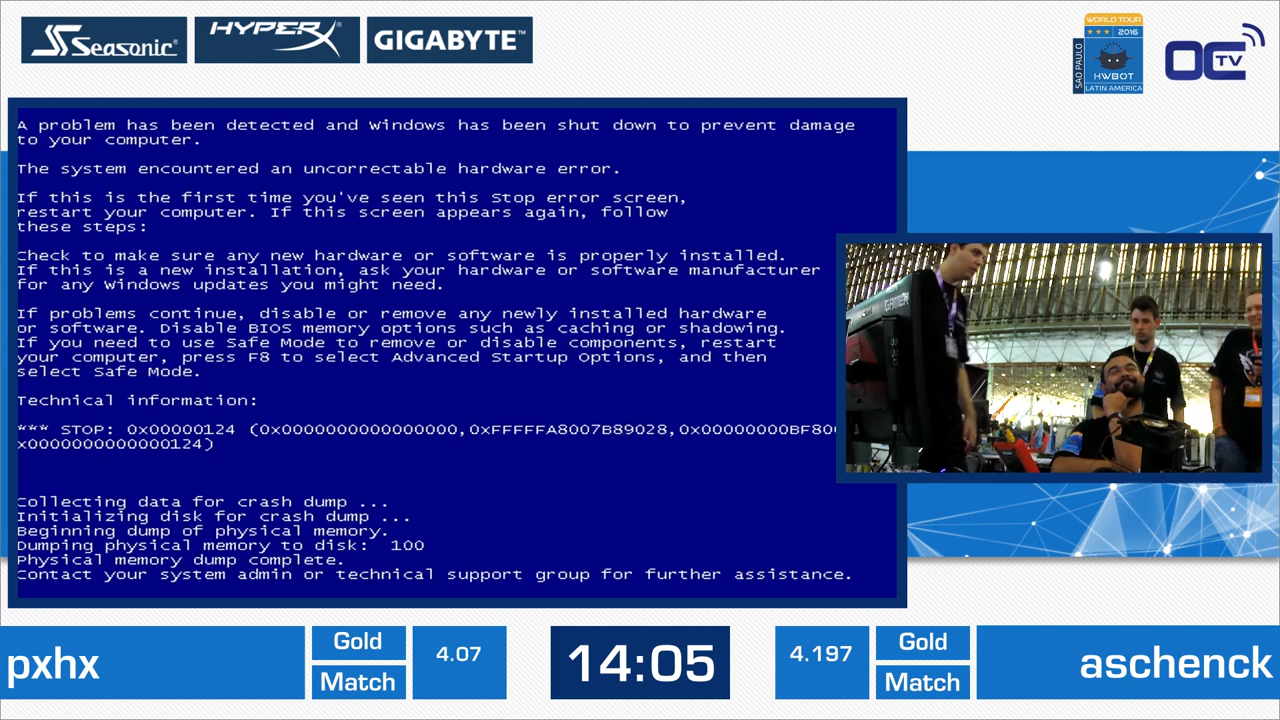 Seasonic®
HYPERX®
GIGABYTE™
WORLD TOUR
2016
SAO PAULO
HWBOT
LATIN AMERICA
OC
TV
A problem has been detected and Windows has been shut down to prevent damage
to your computer.
The system encountered an uncorrectable hardware error.
If this is the first time you've seen this Stop error screen,
restart your computer. If this screen appears again, follow
these steps:
Check to make sure any new hardware or software is properly installed.
If this is a new installation, ask your hardware or software manufacturer
for any Windows updates you might need.
If problems continue, disable or remove any newly installed hardware
or software. Disable BIOS memory options such as caching or shadowing.
If you need to use Safe Mode to remove or disable components, restart
your computer, press F8 to select Advanced Startup Options, and then
select Safe Mode.
Technical information:
*** STOP: 0x00000124 (0x0000000000000000,0xFFFFFA8007B89028,0x00000000BF80
x0000000000000124)
Collecting data for crash dump ...
Initializing disk for crash dump ...
Beginning dump of physical memory.
Dumping physical memory to disk:  100
Physical memory dump complete.
Contact your system admin or technical support group for further assistance.
GAMER
pxhx
Gold
Match
4.07
14:05
4.197
Gold
Match
aschenck